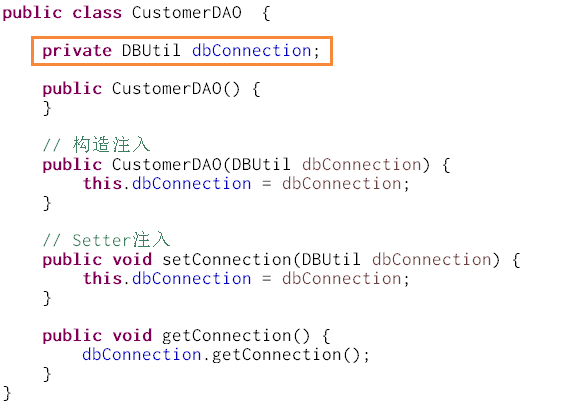 public class CustomerDAO  {
private DBUtil dbConnection;
public CustomerDAO() {
}
// 构造注入
public CustomerDAO(DBUtil dbConnection) {
this.dbConnection = dbConnection;
}
// Setter注入
public void setConnection(DBUtil dbConnection) {
this.dbConnection = dbConnection;
}
public void getConnection() {
dbConnection.getConnection();
}
}